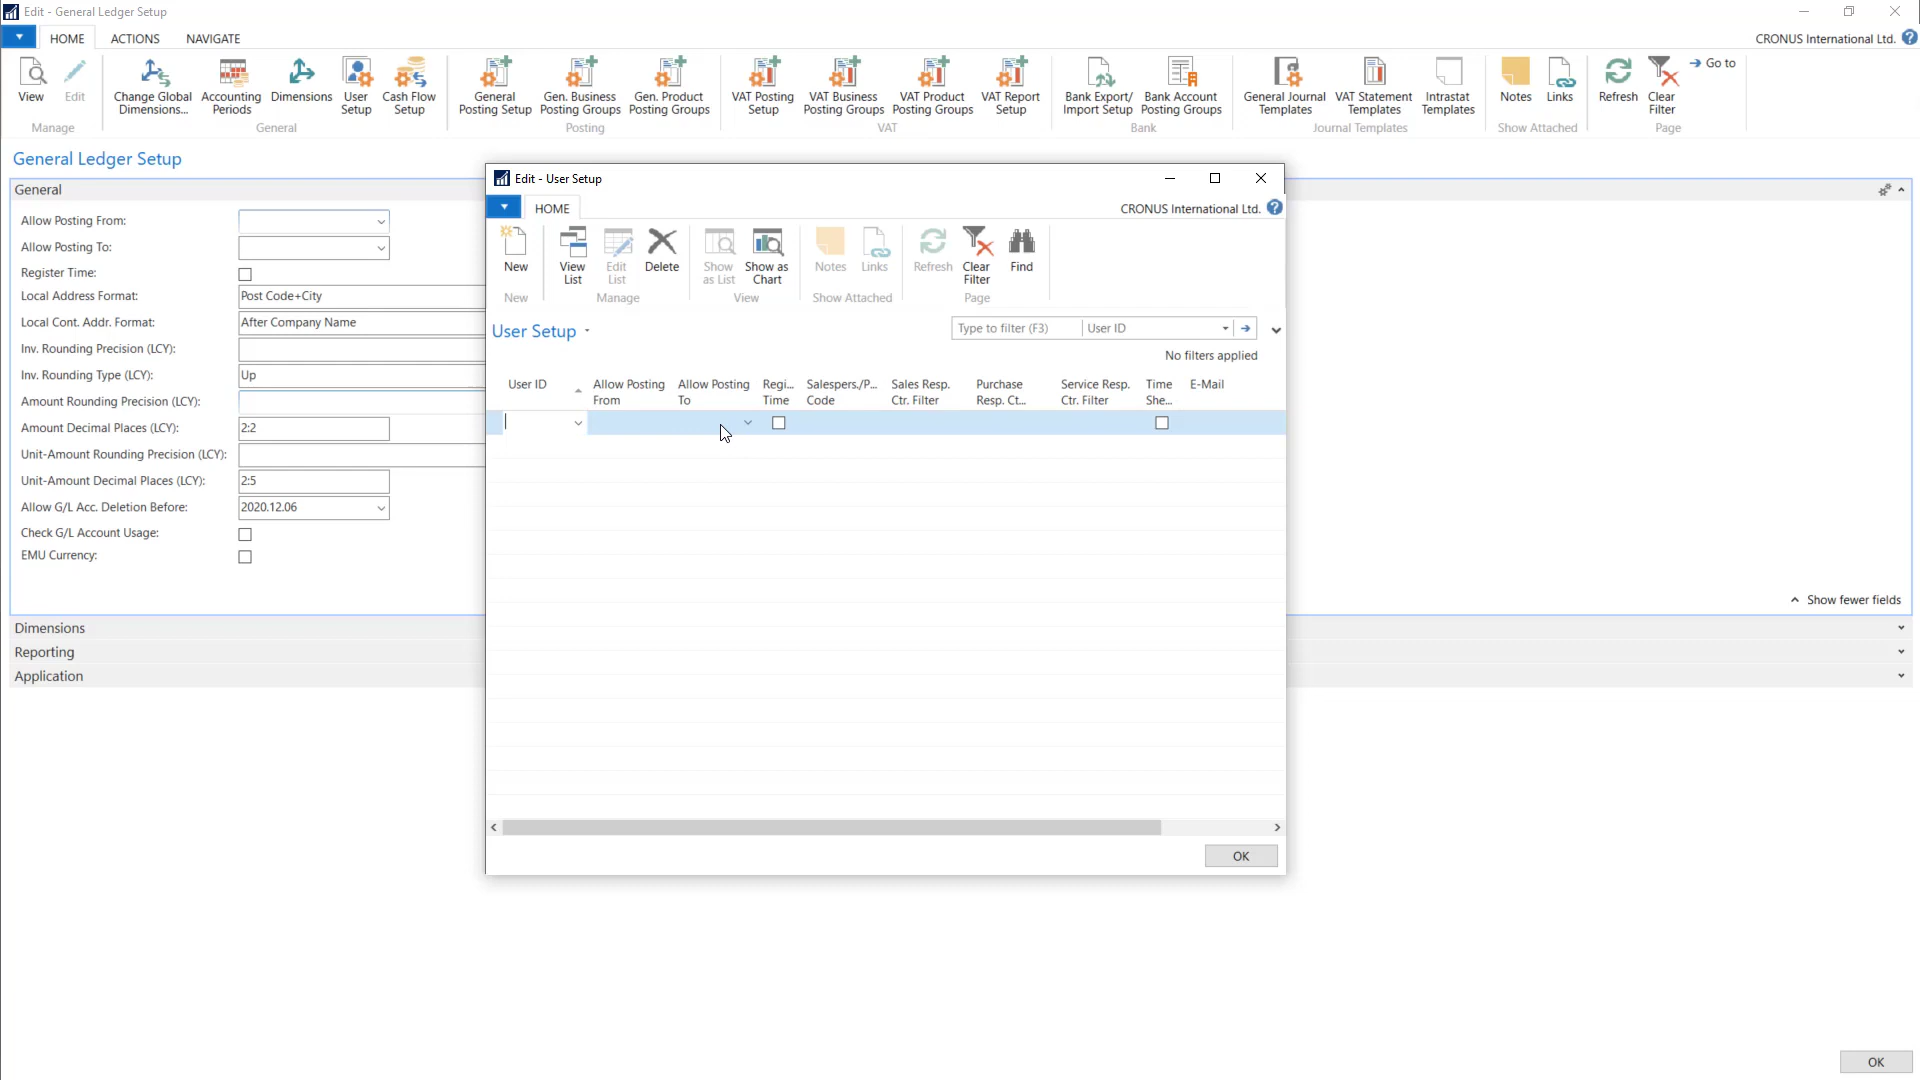 Edit - General Ledger Setup
HOME ACTIONS NAVIGATE CRONUS International Ltd.
View Edit Change Global Dimensions... Accounting Periods Dimensions User Setup Cash Flow Setup General Posting Setup Gen. Business Posting Groups Gen. Product Posting Groups VAT Posting Setup VAT Business Posting Groups VAT Product Posting Groups VAT Report Setup Bank Export/ Import Setup Bank Account Posting Groups General Journal Templates VAT Statement Templates Intrastat Templates Notes Links Refresh Clear Filter Go to
Manage General Posting VAT Bank Journal Templates Show Attached Page
General Ledger Setup
General
Allow Posting From:
Allow Posting To:
Register Time:
Local Address Format: Post Code+City
Local Cont. Addr. Format: After Company Name
Inv. Rounding Precision (LCY):
Inv. Rounding Type (LCY): Up
Amount Rounding Precision (LCY):
Amount Decimal Places (LCY): 2:2
Unit-Amount Rounding Precision (LCY):
Unit-Amount Decimal Places (LCY): 2:5
Allow G/L Acc. Deletion Before: 2020.12.06
Check G/L Account Usage:
EMU Currency:
Show fewer fields
Dimensions
Reporting
Application
OK
Edit - User Setup
HOME CRONUS International Ltd.
New View List Edit List Delete Show as List Show as Chart Notes Links Refresh Clear Filter Find
New Manage View Show Attached Page
User Setup Type to filter (F3) User ID
No filters applied
User ID Allow Posting From Allow Posting To Regi... Time Salespers./P... Code Sales Resp. Ctr. Filter Purchase Resp. Ct... Service Resp. Ctr. Filter Time She... E-Mail
OK